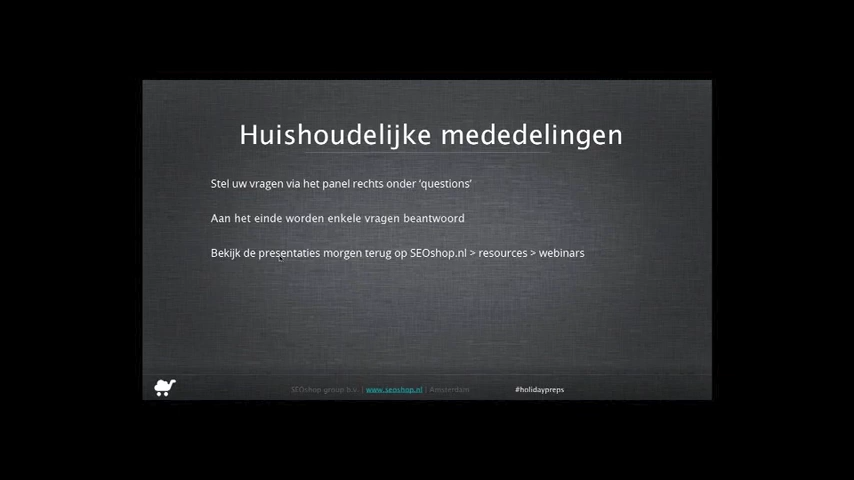 Huishoudelijke mededelingen
Stel uw vragen via het panel rechts onder ‘questions’
Aan het einde worden enkele vragen beantwoord
Bekijk de presentaties morgen terug op SEOshop.nl > resources > webinars
SEOshop group b.v. | www.seoshop.nl | Amsterdam #holidaypreps